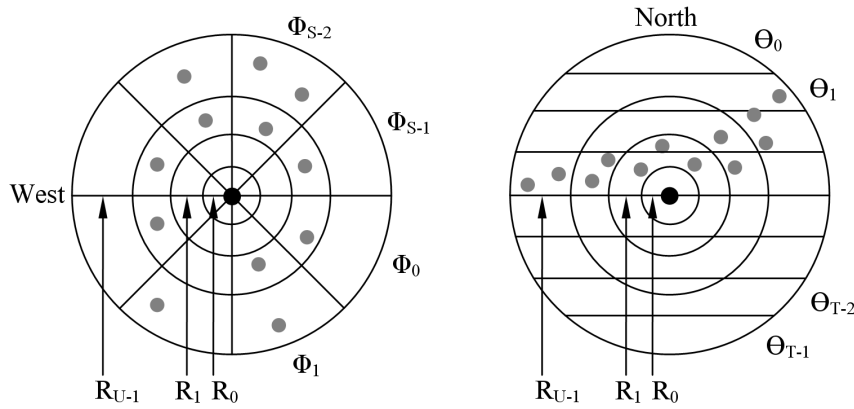 Φ_{S-2}
Φ_{S-1}
West
Φ_0
Φ_1
R_{U-1} R_1 R_0
North
Θ_0
Θ_1
Θ_{T-2}
Θ_{T-1}
R_{U-1} R_1 R_0